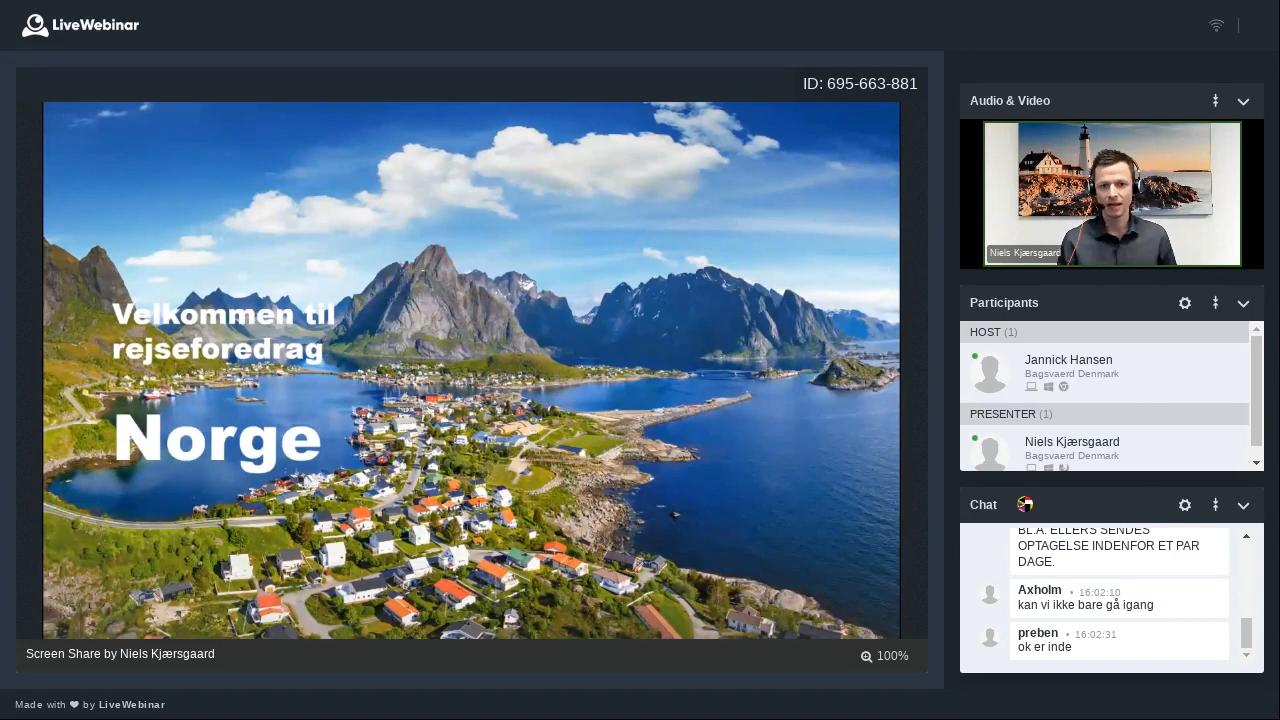 LiveWebinar
ID: 695-663-881
Velkommen til
rejseforedrag
Norge
Screen Share by Niels Kjærsgaard
100%
Audio & Video
Niels Kjærsgaard
Participants
HOST (1)
Jannick Hansen
Bagsvaerd Denmark
PRESENTER (1)
Niels Kjærsgaard
Bagsvaerd Denmark
Chat
BL.A. ELLERS SENDES
OPTAGELSE INDENFOR ET PAR
DAGE.
Axholm • 16:02:10
kan vi ikke bare gå igang
preben • 16:02:31
ok er inde
Made with ❤ by LiveWebinar